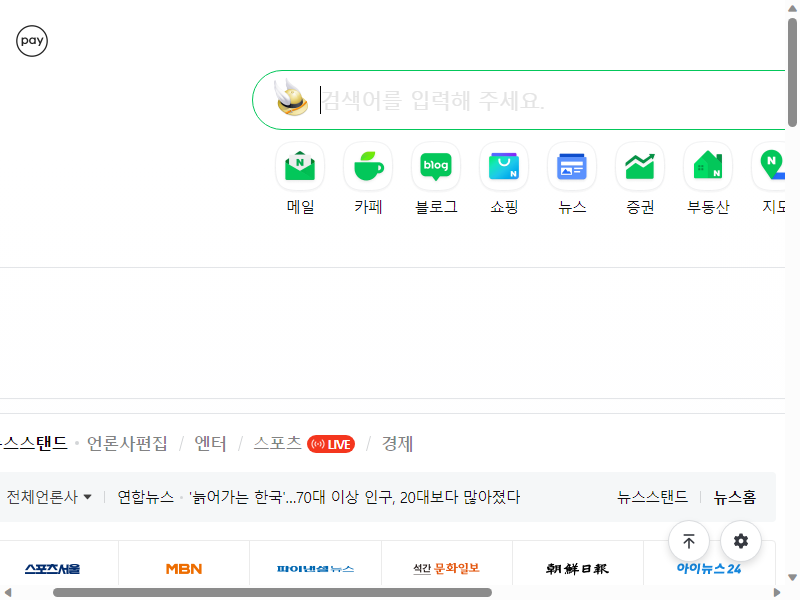 pay
검색어를 입력해 주세요.
N
blog
N
N
N
메일
카페
블로그
쇼핑
뉴스
증권
부동산
뉴스스탠드 · 언론사편집 / 엔터 / 스포츠 LIVE / 경제
전체언론사
연합뉴스 · '늙어가는 한국'...70대 이상 인구, 20대보다 많아졌다
뉴스스탠드
뉴스홈
스포츠서울
MBN
파이낸셜뉴스
석간 문화일보
朝鮮日報
아이뉴스24